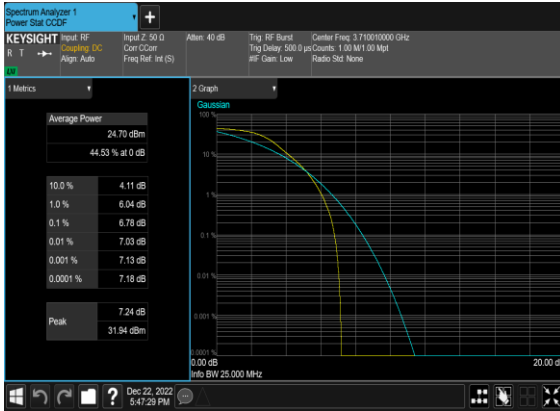 Spectrum Analyzer 1
Power Stat CCDF
KEYSIGHT
R T
Input: RF
Coupling: DC
Align: Auto
Input Z: 50 Ω
Corr CCorr
Freq Ref: Int (S)
Atten: 40 dB
Trig: RF Burst
Trig Delay: 500.0 µs
#IF Gain: Low
Center Freq: 3.710010000 GHz
Counts: 1.00 M/1.00 Mpt
Radio Std: None
1 Metrics
Average Power
24.70 dBm
44.53 % at 0 dB
10.0 % 4.11 dB
1.0 % 6.04 dB
0.1 % 6.78 dB
0.01 % 7.03 dB
0.001 % 7.13 dB
0.0001 % 7.18 dB
Peak
7.24 dB
31.94 dBm
2 Graph
Gaussian
100 %
10 %
1 %
0.1 %
0.01 %
0.001 %
0.0001 %
0.00 dB
20.00 d
Info BW 25.000 MHz
Dec 22, 2022
5:47:29 PM